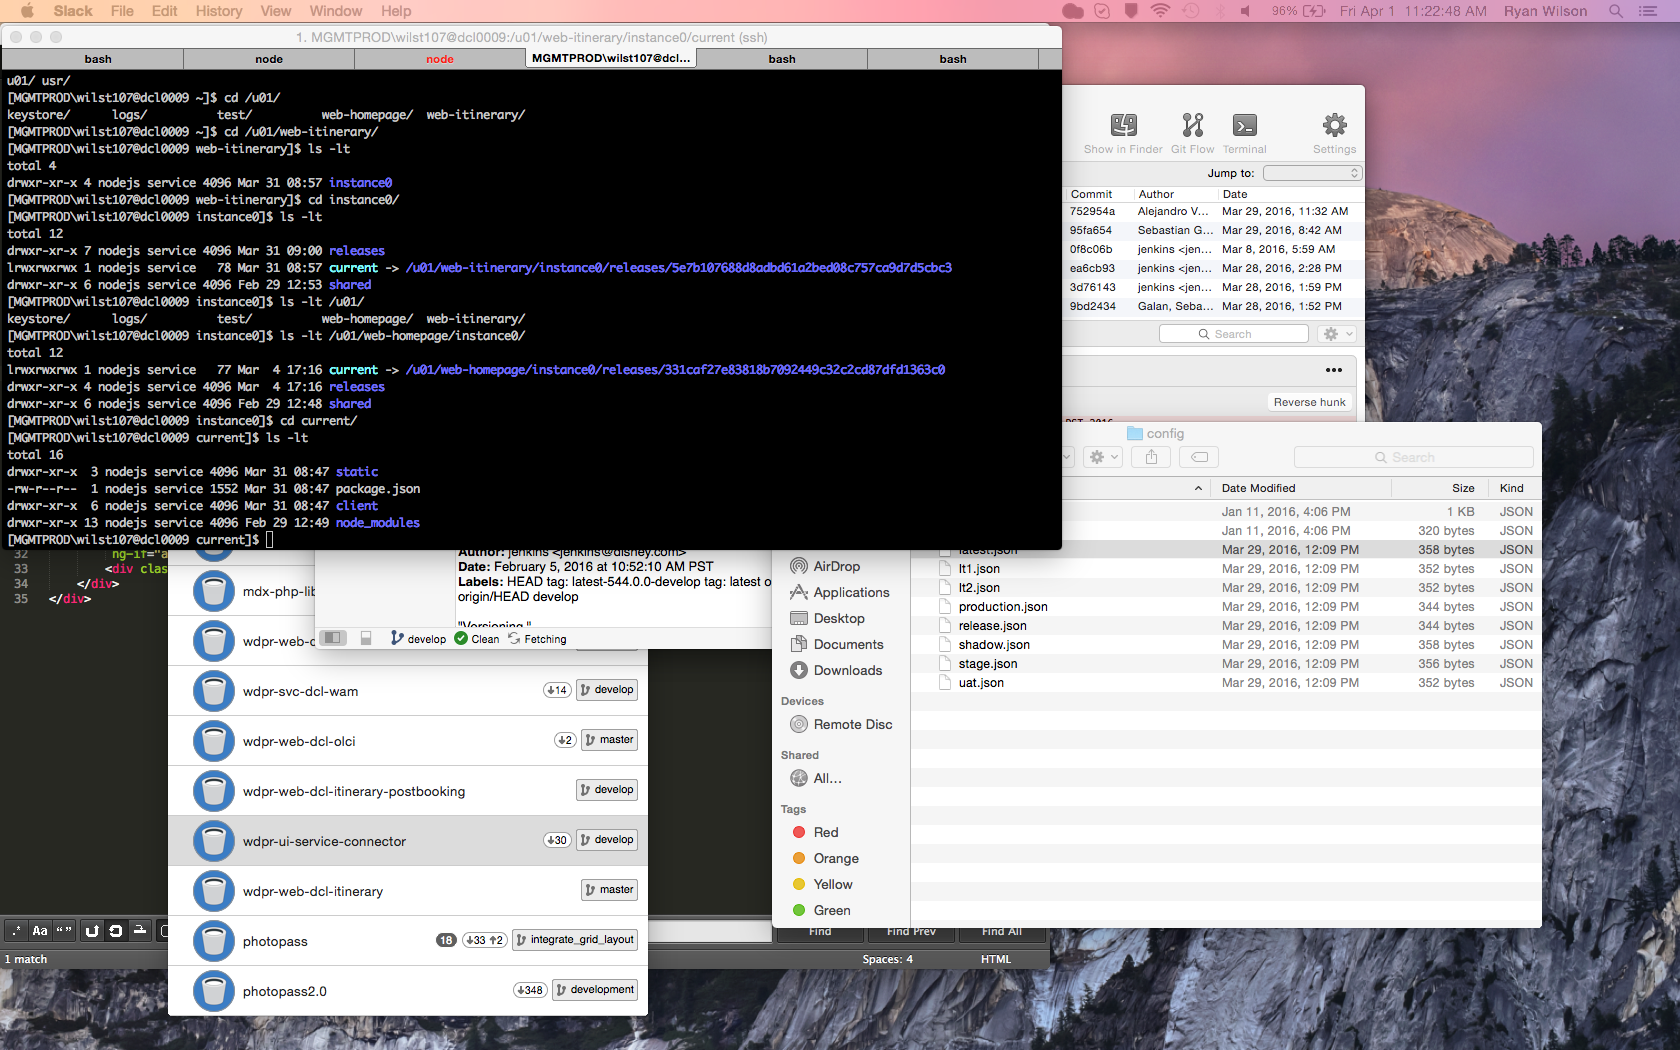 Slack File Edit History View Window Help 96% Fri Apr 1 11:22:48 AM Ryan Wilson
1. MGMTPROD\wilst107@dcl0009:/u01/web-itinerary/instance0/current (ssh)
bash node node MGMTPROD\wilst107@dcl... bash bash
u01/ usr/
[MGMTPROD\wilst107@dcl0009 ~]$ cd /u01/
keystore/ logs/ test/ web-homepage/ web-itinerary/
[MGMTPROD\wilst107@dcl0009 ~]$ cd /u01/web-itinerary/
[MGMTPROD\wilst107@dcl0009 web-itinerary]$ ls -lt
total 4
drwxr-xr-x 4 nodejs service 4096 Mar 31 08:57 instance0
[MGMTPROD\wilst107@dcl0009 web-itinerary]$ cd instance0/
[MGMTPROD\wilst107@dcl0009 instance0]$ ls -lt
total 12
drwxr-xr-x 7 nodejs service 4096 Mar 31 09:00 releases
lrwxrwxrwx 1 nodejs service 78 Mar 31 08:57 current -> /u01/web-itinerary/instance0/releases/5e7b107688d8adbd61a2bed08c757ca9d7d5cbc3
drwxr-xr-x 6 nodejs service 4096 Feb 29 12:53 shared
[MGMTPROD\wilst107@dcl0009 instance0]$ ls -lt /u01/
keystore/ logs/ test/ web-homepage/ web-itinerary/
[MGMTPROD\wilst107@dcl0009 instance0]$ ls -lt /u01/web-homepage/instance0/
total 12
lrwxrwxrwx 1 nodejs service 77 Mar 4 17:16 current -> /u01/web-homepage/instance0/releases/331caf27e83818b7092449c32c2cd87dfd1363c0
drwxr-xr-x 4 nodejs service 4096 Mar 4 17:16 releases
drwxr-xr-x 6 nodejs service 4096 Feb 29 12:48 shared
[MGMTPROD\wilst107@dcl0009 instance0]$ cd current/
[MGMTPROD\wilst107@dcl0009 current]$ ls -lt
total 16
drwxr-xr-x 3 nodejs service 4096 Mar 31 08:47 static
-rw-r--r-- 1 nodejs service 1552 Mar 31 08:47 package.json
drwxr-xr-x 6 nodejs service 4096 Mar 31 08:47 client
drwxr-xr-x 13 nodejs service 4096 Feb 29 12:49 node_modules
[MGMTPROD\wilst107@dcl0009 current]$
Show in Finder Git Flow Terminal Settings
Jump to:
Commit Author Date
752954a Alejandro V... Mar 29, 2016, 11:32 AM
95fa654 Sebastian G... Mar 29, 2016, 8:42 AM
0f8c06b jenkins <jen... Mar 8, 2016, 5:59 AM
ea6cb93 jenkins <jen... Mar 28, 2016, 2:28 PM
3d76143 jenkins <jen... Mar 28, 2016, 1:59 PM
9bd2434 Galan, Seba... Mar 28, 2016, 1:52 PM
Search
Reverse hunk
PST 2016
config
Search
Date Modified Size Kind
Jan 11, 2016, 4:06 PM 1 KB JSON
Jan 11, 2016, 4:06 PM 320 bytes JSON
latest.json Mar 29, 2016, 12:09 PM 358 bytes JSON
lt1.json Mar 29, 2016, 12:09 PM 352 bytes JSON
lt2.json Mar 29, 2016, 12:09 PM 352 bytes JSON
production.json Mar 29, 2016, 12:09 PM 344 bytes JSON
release.json Mar 29, 2016, 12:09 PM 344 bytes JSON
shadow.json Mar 29, 2016, 12:09 PM 358 bytes JSON
stage.json Mar 29, 2016, 12:09 PM 356 bytes JSON
uat.json Mar 29, 2016, 12:09 PM 352 bytes JSON
AirDrop
Applications
Desktop
Documents
Downloads
Devices
Remote Disc
Shared
All...
Tags
Red
Orange
Yellow
Green
32 ng-if="a
33 <div clas
34 </div>
35 </div>
Author: jenkins <jenkins@disney.com>
Date: February 5, 2016 at 10:52:10 AM PST
Labels: HEAD tag: latest-544.0.0-develop tag: latest o
origin/HEAD develop
"Versioning."
develop Clean Fetching
mdx-php-lib
wdpr-web-c
wdpr-svc-dcl-wam 14 develop
wdpr-web-dcl-olci 2 master
wdpr-web-dcl-itinerary-postbooking develop
wdpr-ui-service-connector 30 develop
wdpr-web-dcl-itinerary master
photopass 18 33 2 integrate_grid_layout
photopass2.0 348 development
.* Aa “”
Find Find Prev Find All
1 match Spaces: 4 HTML